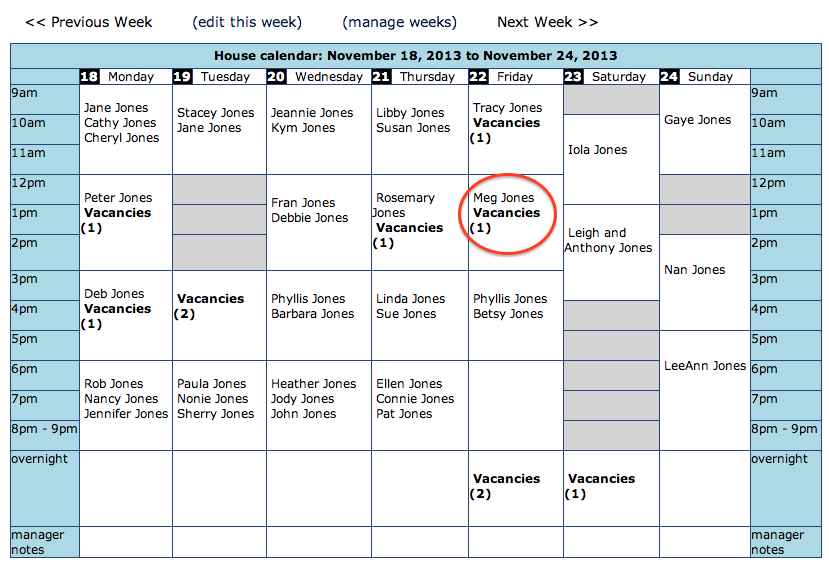 << Previous Week (edit this week) (manage weeks) Next Week >>
House calendar: November 18, 2013 to November 24, 2013
18 Monday 19 Tuesday 20 Wednesday 21 Thursday 22 Friday 23 Saturday 24 Sunday
9am
10am
11am
12pm
1pm
2pm
3pm
4pm
5pm
6pm
7pm
8pm - 9pm
overnight
manager
notes
Jane Jones
Cathy Jones
Cheryl Jones
Peter Jones
Vacancies
(1)
Deb Jones
Vacancies
(1)
Rob Jones
Nancy Jones
Jennifer Jones
Stacey Jones
Jane Jones
Vacancies
(2)
Paula Jones
Nonie Jones
Sherry Jones
Jeannie Jones
Kym Jones
Fran Jones
Debbie Jones
Phyllis Jones
Barbara Jones
Heather Jones
Jody Jones
John Jones
Libby Jones
Susan Jones
Rosemary
Jones
Vacancies
(1)
Linda Jones
Sue Jones
Ellen Jones
Connie Jones
Pat Jones
Tracy Jones
Vacancies
(1)
Meg Jones
Vacancies
(1)
Phyllis Jones
Betsy Jones
Vacancies
(2)
Iola Jones
Leigh and
Anthony Jones
Vacancies
(1)
Gaye Jones
Nan Jones
LeeAnn Jones
9am
10am
11am
12pm
1pm
2pm
3pm
4pm
5pm
6pm
7pm
8pm - 9pm
overnight
manager
notes